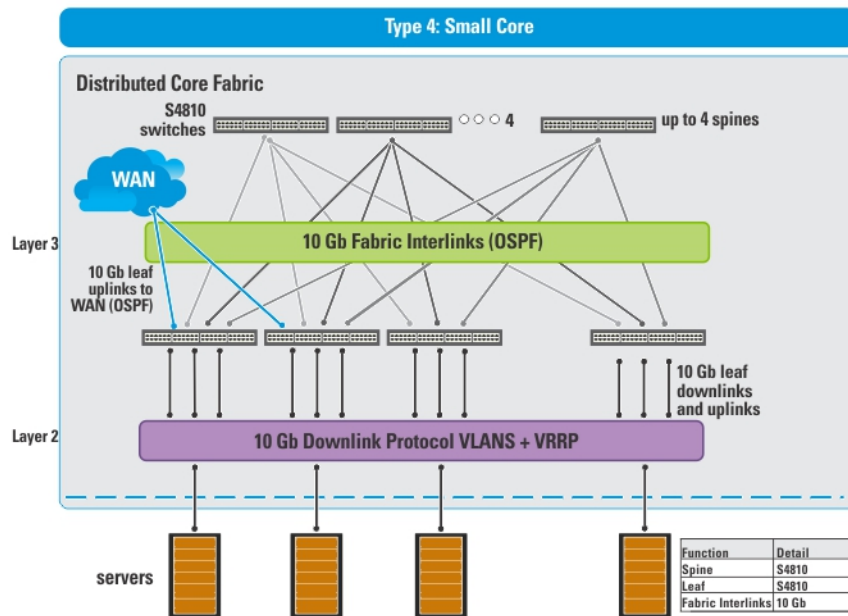 Type 4: Small Core
Distributed Core Fabric
S4810
switches
4
up to 4 spines
WAN
Layer 3
10 Gb Fabric Interlinks (OSPF)
10 Gb leaf
uplinks to
WAN (OSPF)
10 Gb leaf
downlinks
and uplinks
Layer 2
10 Gb Downlink Protocol VLANS + VRRP
servers
Function Detail
Spine S4810
Leaf S4810
Fabric Interlinks 10 Gb